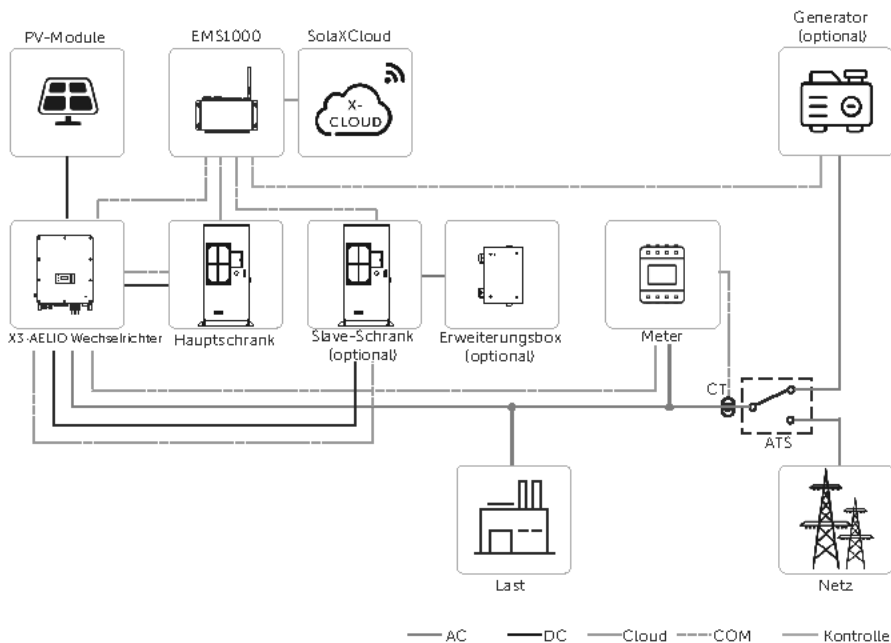 Generator
(optional)
PV-Module
EMS1000
SolaXCloud
X-
CLOUD
X3-AELIO Wechselrichter
Hauptschrank
Slave-Schrank
(optional)
Erweiterungsbox
(optional)
Meter
CT
ATS
Last
Netz
AC
DC
Cloud
COM
Kontrolle